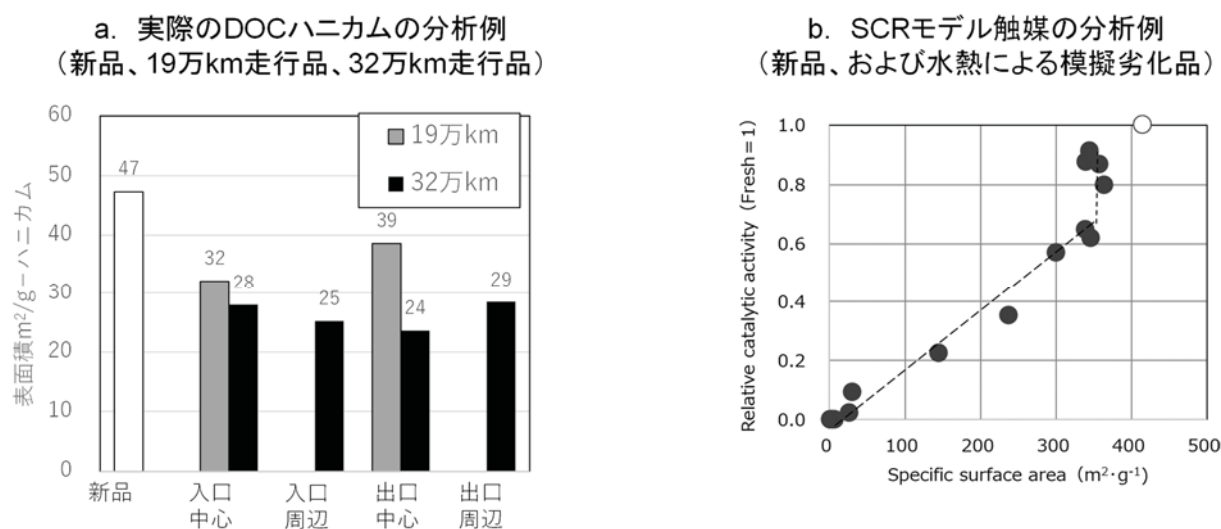 a. 実際のDOCハニカムの分析例
（新品、19万km走行品、32万km走行品）
60
50
40
30
20
10
0
表面積m²/g−ハニカム
19万km
32万km
47
32
28
25
39
24
29
新品
入口
中心
入口
周辺
出口
中心
出口
周辺
b. SCRモデル触媒の分析例
（新品、および水熱による模擬劣化品）
Relative catalytic activity（Fresh＝1）
1.0
0.8
0.6
0.4
0.2
0.0
0
100
200
300
400
500
Specific surface area（m²·g⁻¹）